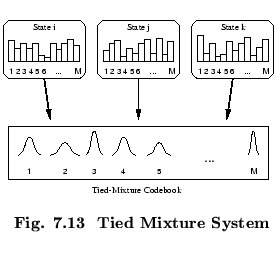 State i State j State k
1 2 3 4 5 6 ... M 1 2 3 4 5 6 ... M 1 2 3 4 5 6 ... M
1 2 3 4 5 ... M
Tied-Mixture Codebook
Fig. 7.13 Tied Mixture System